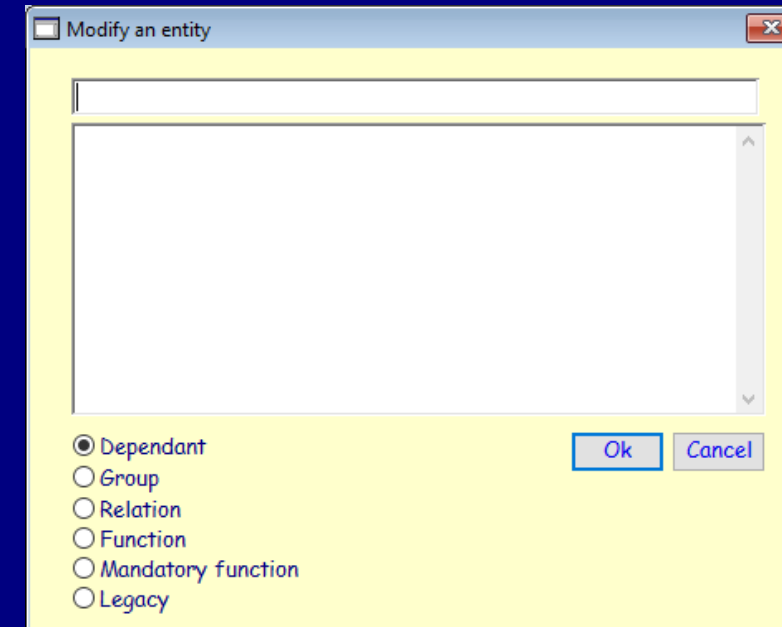 Modify an entity
Dependant
Ok
Cancel
Group
Relation
Function
Mandatory function
Legacy